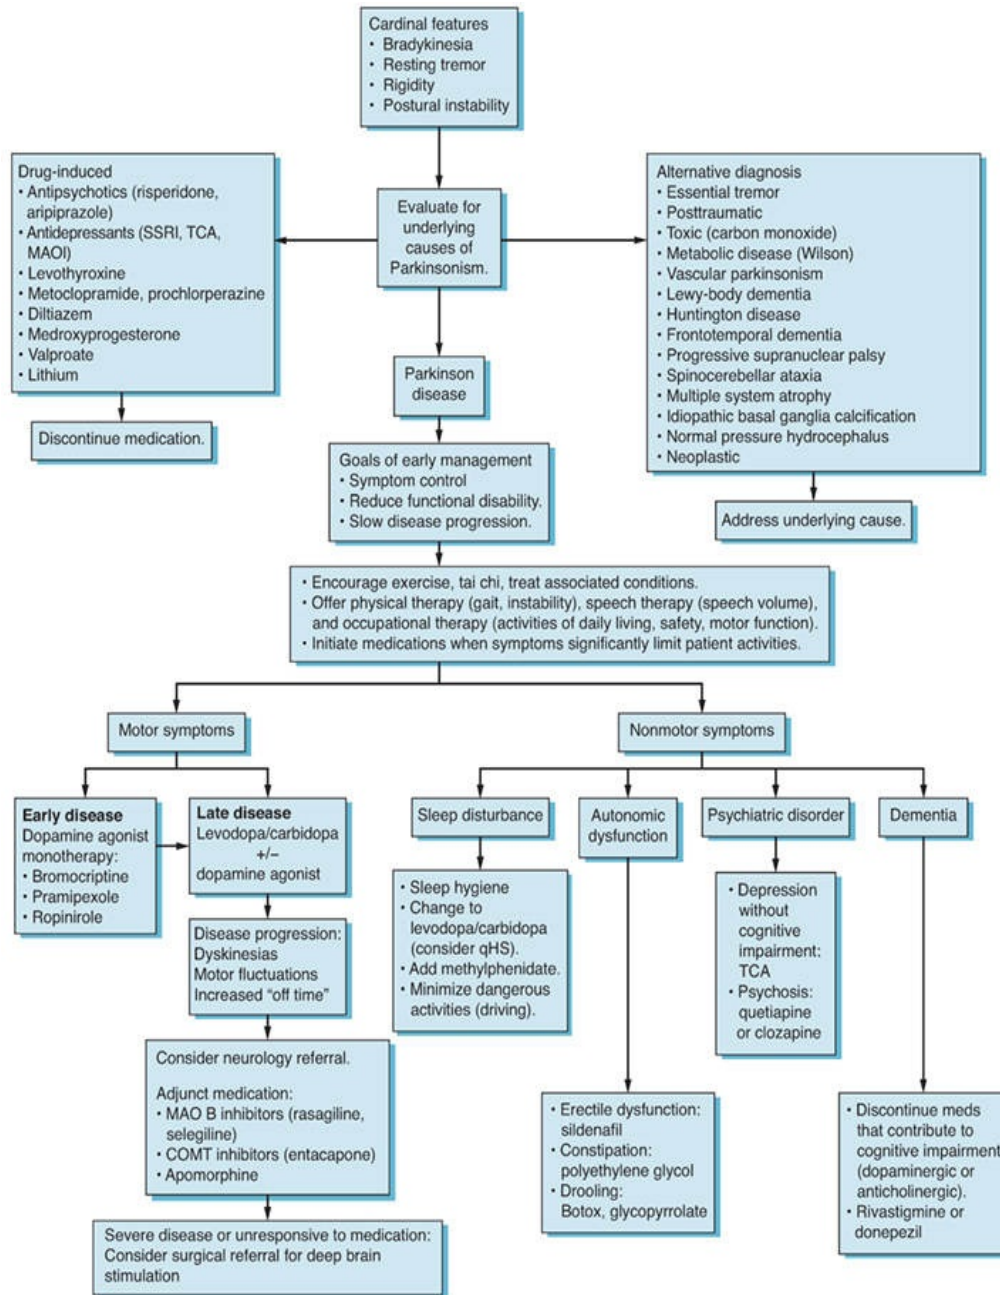 Cardinal features
• Bradykinesia
• Resting tremor
• Rigidity
• Postural instability
Drug-induced
• Antipsychotics (risperidone,
aripiprazole)
• Antidepressants (SSRI, TCA,
MAOI)
• Levothyroxine
• Metoclopramide, prochlorperazine
• Diltiazem
• Medroxyprogesterone
• Valproate
• Lithium
Discontinue medication.
Evaluate for
underlying
causes of
Parkinsonism.
Alternative diagnosis
• Essential tremor
• Posttraumatic
• Toxic (carbon monoxide)
• Metabolic disease (Wilson)
• Vascular parkinsonism
• Lewy-body dementia
• Huntington disease
• Frontotemporal dementia
• Progressive supranuclear palsy
• Spinocerebellar ataxia
• Multiple system atrophy
• Idiopathic basal ganglia calcification
• Normal pressure hydrocephalus
• Neoplastic
Address underlying cause.
Parkinson
disease
Goals of early management
• Symptom control
• Reduce functional disability.
• Slow disease progression.
• Encourage exercise, tai chi, treat associated conditions.
• Offer physical therapy (gait, instability), speech therapy (speech volume),
and occupational therapy (activities of daily living, safety, motor function).
• Initiate medications when symptoms significantly limit patient activities.
Motor symptoms
Nonmotor symptoms
Early disease
Dopamine agonist
monotherapy:
• Bromocriptine
• Pramipexole
• Ropinirole
Late disease
Levodopa/carbidopa
+/–
dopamine agonist
Disease progression:
Dyskinesias
Motor fluctuations
Increased “off time”
Consider neurology referral.
Adjunct medication:
• MAO B inhibitors (rasagiline,
selegiline)
• COMT inhibitors (entacapone)
• Apomorphine
Severe disease or unresponsive to medication:
Consider surgical referral for deep brain
stimulation
Sleep disturbance
• Sleep hygiene
• Change to
levodopa/carbidopa
(consider qHS).
• Add methylphenidate.
• Minimize dangerous
activities (driving).
Autonomic
dysfunction
• Erectile dysfunction:
sildenafil
• Constipation:
polyethylene glycol
• Drooling:
Botox, glycopyrrolate
Psychiatric disorder
• Depression
without
cognitive
impairment:
TCA
• Psychosis:
quetiapine
or clozapine
Dementia
• Discontinue meds
that contribute to
cognitive impairment
(dopaminergic or
anticholinergic).
• Rivastigmine or
donepezil